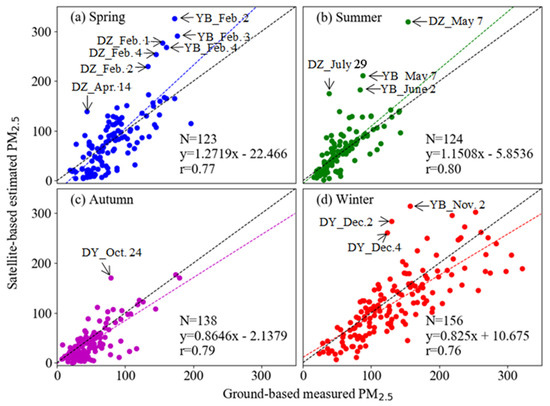 (a) Spring
YB_Feb. 2
DZ_Feb. 1
YB_Feb. 3
DZ_Feb. 4
YB_Feb. 4
DZ_Feb. 2
DZ_Apr. 14
N=123
y=1.2719x - 22.466
r=0.77
300
200
100
0
(b) Summer
DZ_May 7
DZ_July 29
YB_May 7
YB_June 2
N=124
y=1.1508x - 5.8536
r=0.80
(c) Autumn
DY_Oct. 24
N=138
y=0.8646x - 2.1379
r=0.79
300
200
100
0
0 100 200 300
(d) Winter
YB_Nov. 2
DY_Dec.2
DY_Dec.4
N=156
y=0.825x + 10.675
r=0.76
0 100 200 300
Satellite-based estimated PM2.5
Ground-based measured PM2.5